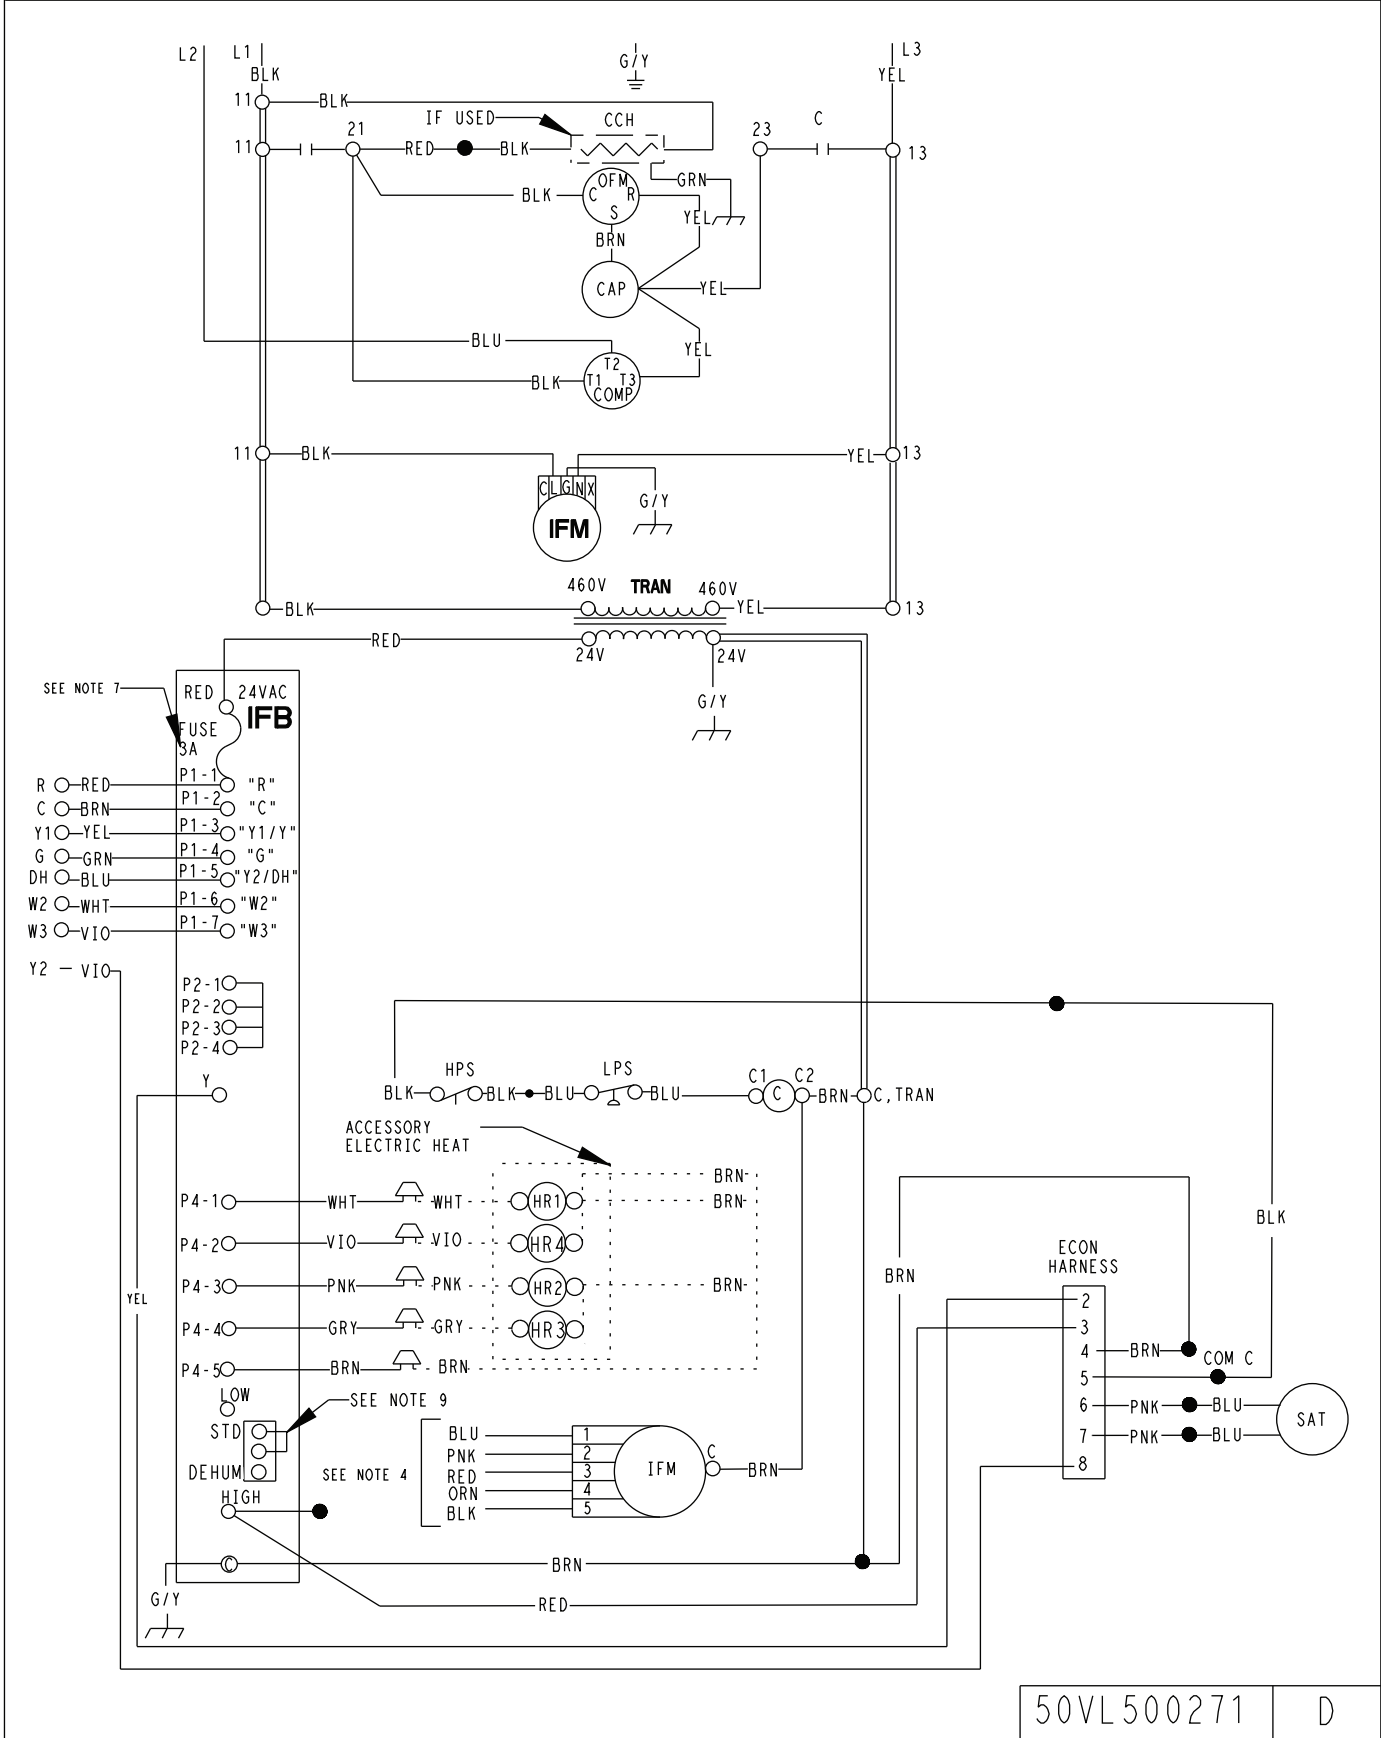 L2
L1
G/Y
L3
BLK
YEL
11
BLK
IF USED
CCH
C
11
21
RED
BLK
23
13
GRN
BLK
OFM
C
R
S
YEL
BRN
CAP
YEL
BLU
YEL
T2
BLK
T1 T3
COMP
11
BLK
YEL
13
C L G N X
G/Y
IFM
460V
TRAN
460V
BLK
YEL
13
RED
24V
24V
SEE NOTE 7
RED 24VAC
IFB
G/Y
FUSE
3A
R RED P1-1 "R"
C BRN P1-2 "C"
Y1 YEL P1-3 "Y1/Y"
G GRN P1-4 "G"
DH BLU P1-5 "Y2/DH"
W2 WHT P1-6 "W2"
W3 VIO P1-7 "W3"
Y2 - VIO
P2-1
P2-2
P2-3
P2-4
Y
HPS
LPS
C1
C2
BLK
BLK
BLU
BLU
C
BRN
C,TRAN
ACCESSORY
ELECTRIC HEAT
BRN
P4-1 WHT WHT HR1 BRN
P4-2 VIO VIO HR4
P4-3 PNK PNK HR2 BRN
P4-4 GRY GRY HR3
P4-5 BRN BRN
YEL
BLK
BRN
ECON
HARNESS
2
3
4 BRN
COM C
5
6 PNK BLU
7 PNK BLU
SAT
8
LOW
STD
SEE NOTE 9
DEHUM
HIGH
SEE NOTE 4
BLU 1
PNK 2
RED 3
ORN 4
BLK 5
IFM
C
BRN
C
BRN
G/Y
RED
50VL500271 D